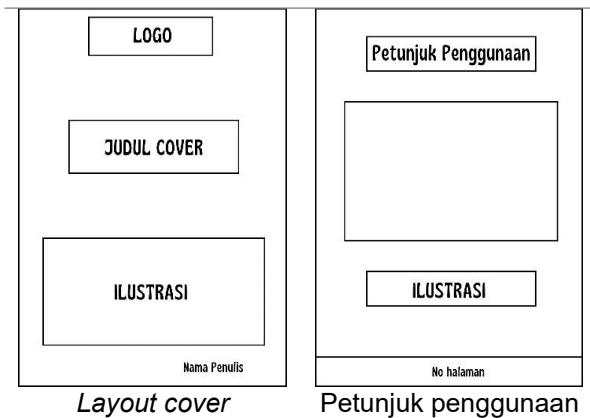 LOGO
JUDUL COVER
ILUSTRASI
Nama Penulis
Layout cover
Petunjuk Penggunaan
ILUSTRASI
No halaman
Petunjuk penggunaan